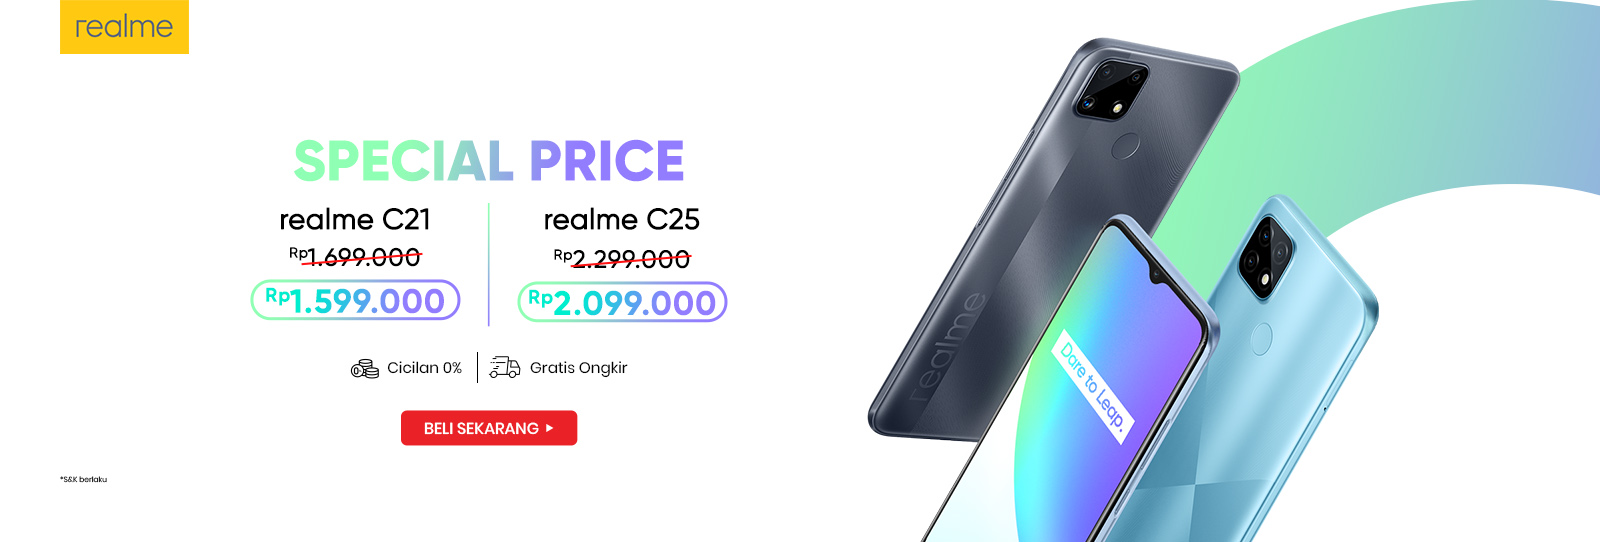 realme
SPECIAL PRICE
realme C21
Rp1.699.000
Rp1.599.000
realme C25
Rp2.299.000
Rp2.099.000
Cicilan 0%
Gratis Ongkir
BELI SEKARANG
*S&K berlaku
realme
Dare to Leap.